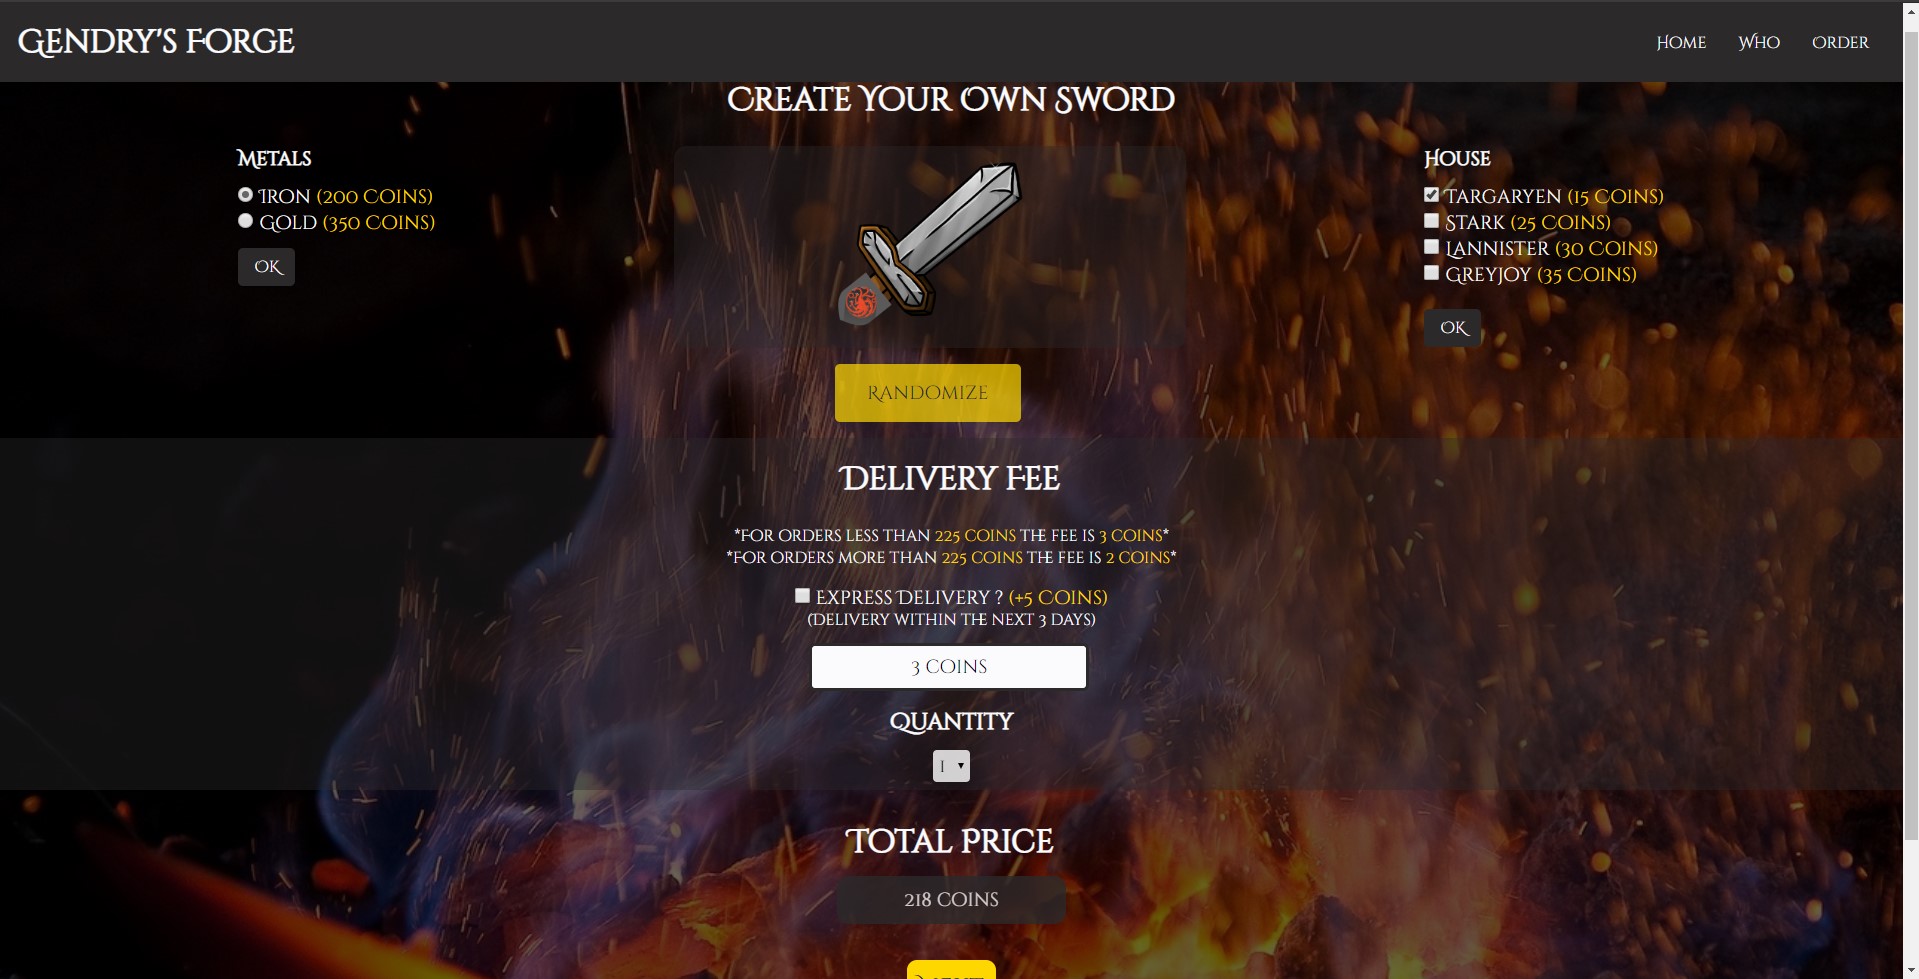 Gendry's Forge
Home
Who
Order
Create Your Own Sword
Metals
Iron (200 Coins)
Gold (350 Coins)
OK
House
Targaryen (15 Coins)
Stark (25 Coins)
Lannister (30 Coins)
Greyjoy (35 Coins)
OK
Randomize
Delivery Fee
*For orders less than 225 Coins the fee is 3 Coins*
*For orders more than 225 Coins the fee is 2 Coins*
Express Delivery ? (+5 Coins)
(Delivery within the next 3 days)
3 coins
Quantity
1
Total Price
218 coins